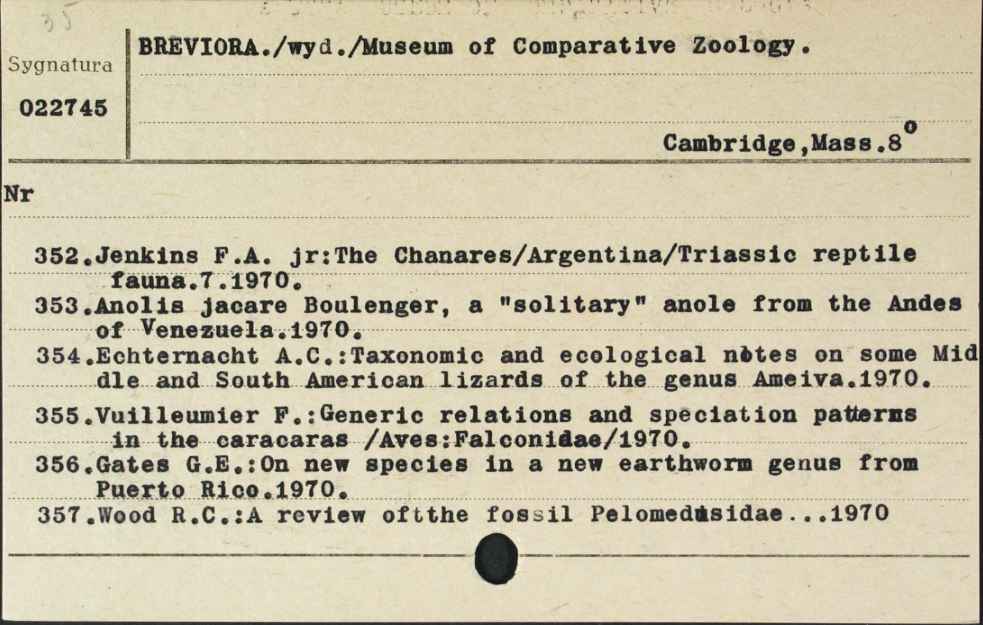 35
BREVIORA./wyd./Museum of Comparative Zoology.
Sygnatura
022745
Cambridge,Mass.8o
Nr
352.Jenkins F.A. jr:The Chanares/Argentina/Triassic reptile
fauna.7.1970.
353.Anolis jacare Boulenger, a "solitary" anole from the Andes
of Venezuela.1970.
354.Echternacht A.C.:Taxonomic and ecological notes on some Mid
dle and South American lizards of the genus Ameiva.1970.
355.Vuilleumier F.:Generic relations and speciation patterns
in the caracaras /Aves:Falconidae/1970.
356.Gates G.E.:On new species in a new earthworm genus from
Puerto Rico.1970.
357.Wood R.C.:A review oftthe fossil Pelomedusidae...1970